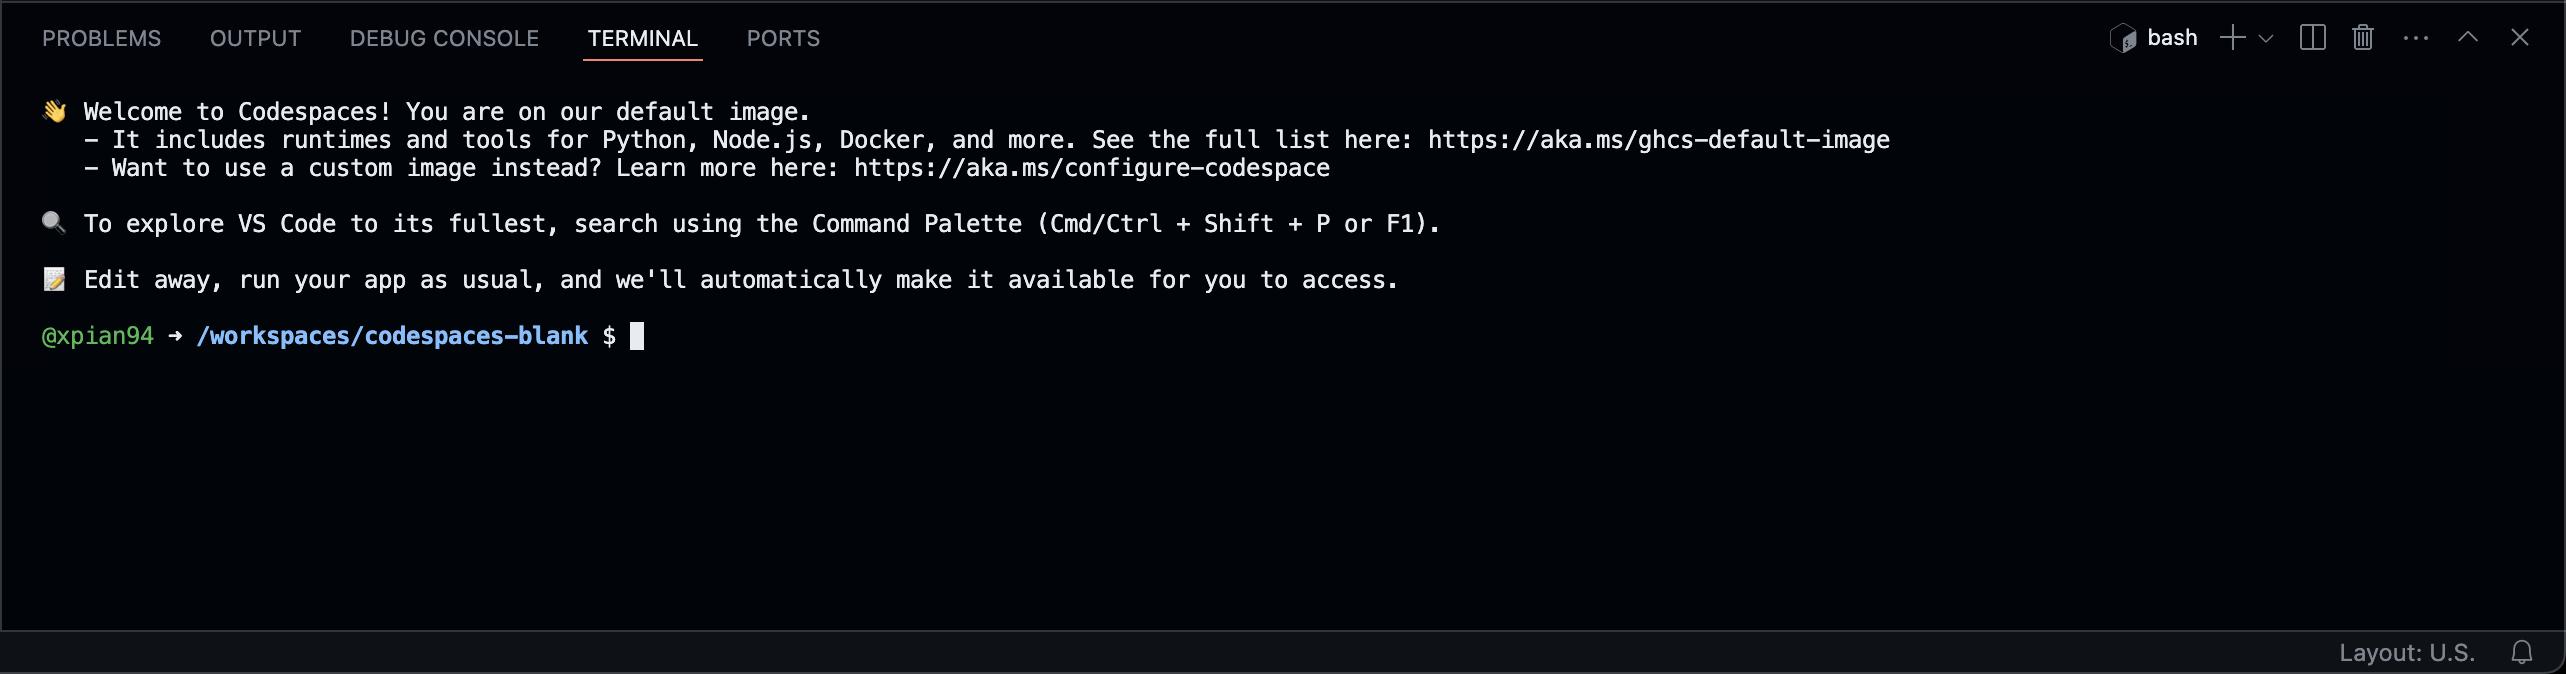 PROBLEMS OUTPUT DEBUG CONSOLE TERMINAL PORTS bash
👋 Welcome to Codespaces! You are on our default image.
- It includes runtimes and tools for Python, Node.js, Docker, and more. See the full list here: https://aka.ms/ghcs-default-image
- Want to use a custom image instead? Learn more here: https://aka.ms/configure-codespace
🔍 To explore VS Code to its fullest, search using the Command Palette (Cmd/Ctrl + Shift + P or F1).
📝 Edit away, run your app as usual, and we'll automatically make it available for you to access.
@xpian94 → /workspaces/codespaces-blank $
Layout: U.S.